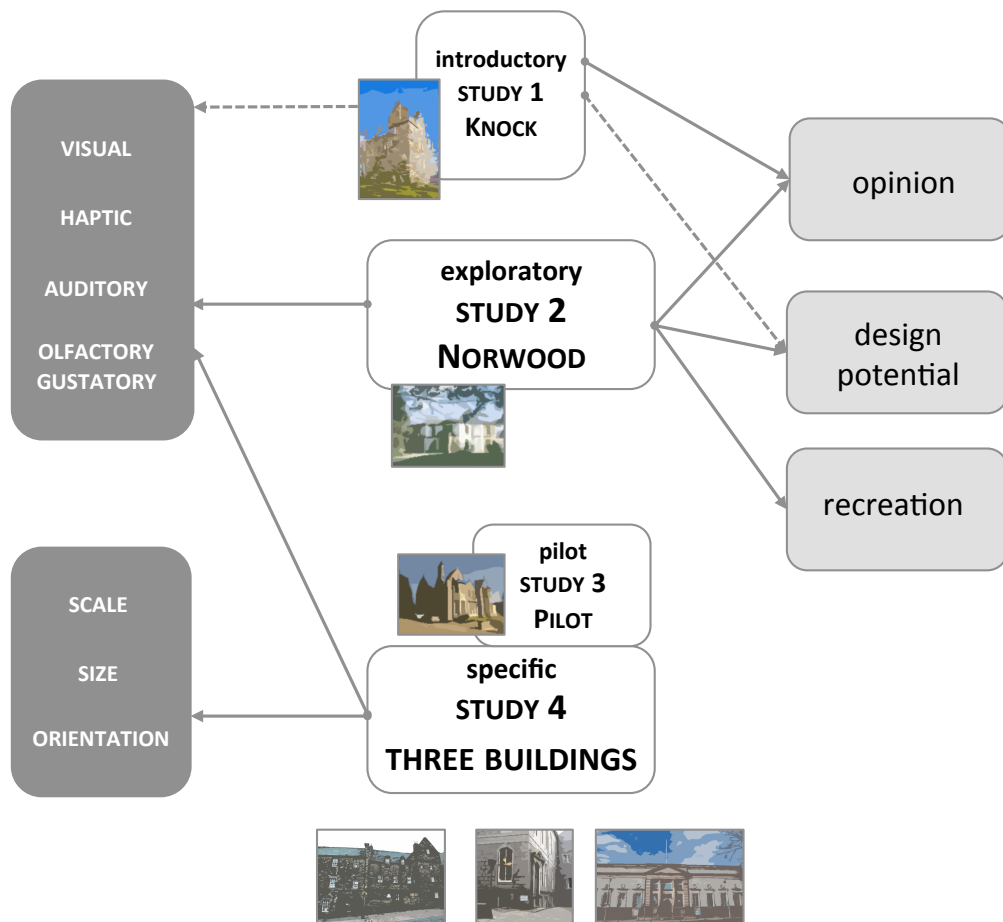 introductory
STUDY 1
KNOCK
VISUAL
HAPTIC
AUDITORY
OLFACTORY
GUSTATORY
opinion
exploratory
STUDY 2
NORWOOD
design
potential
recreation
pilot
STUDY 3
PILOT
SCALE
SIZE
ORIENTATION
specific
STUDY 4
THREE BUILDINGS